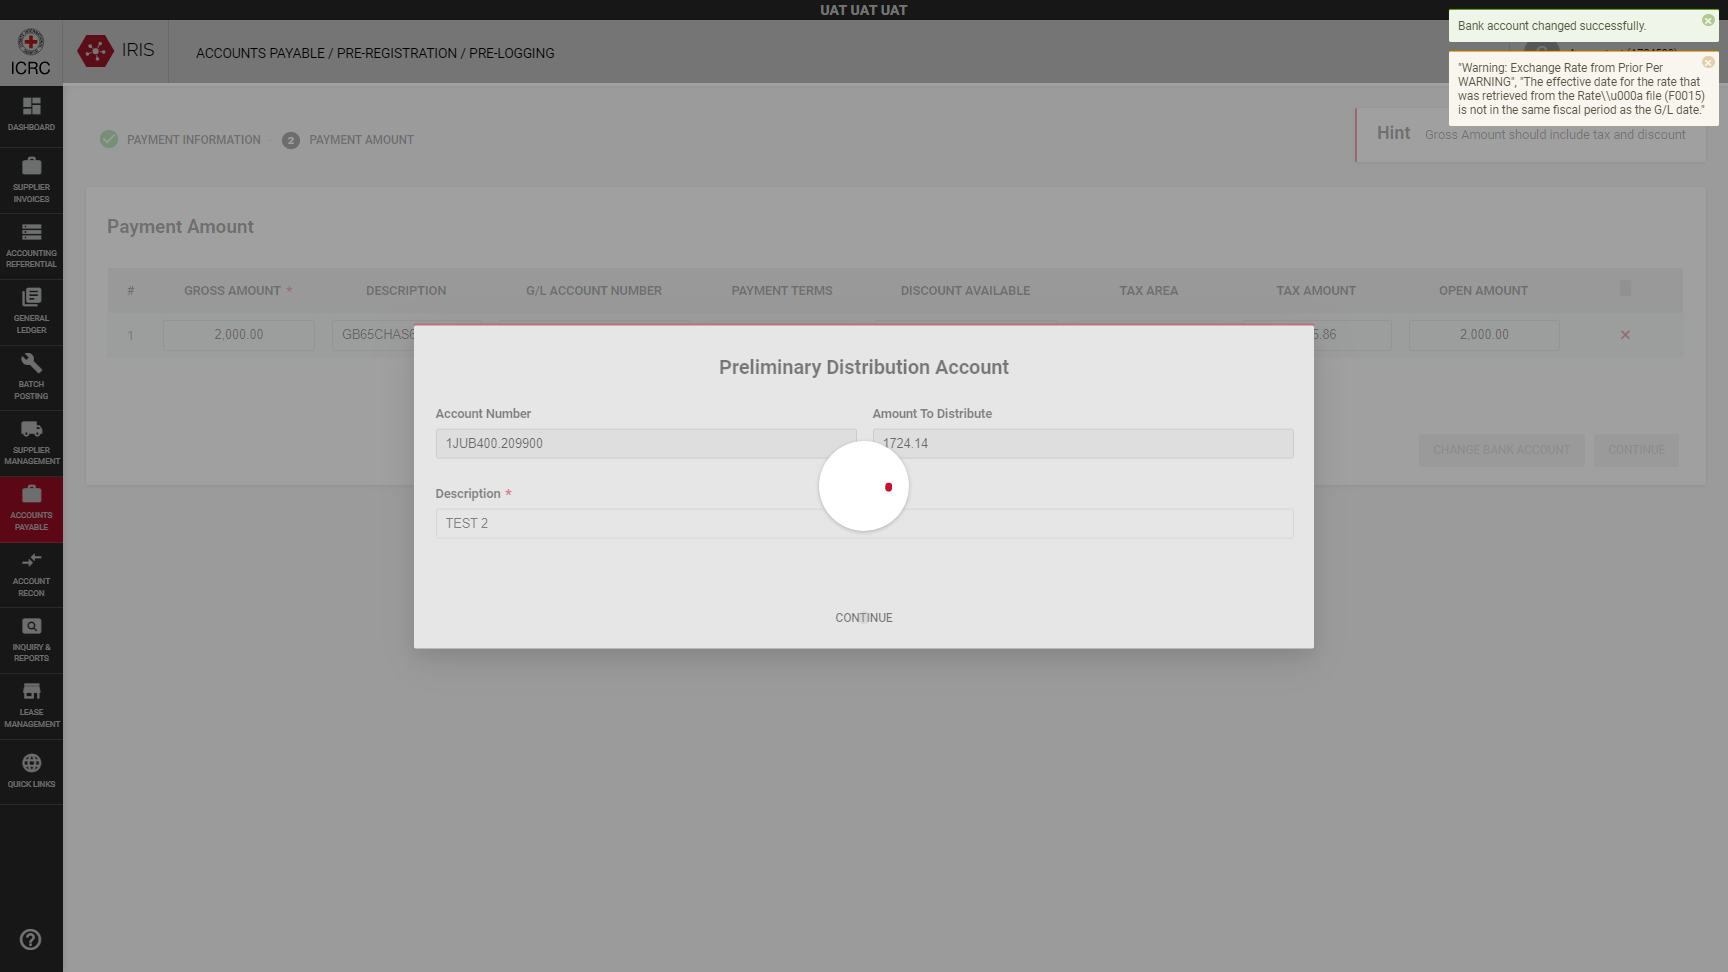 UAT UAT UAT
ICRC
IRIS
ACCOUNTS PAYABLE / PRE-REGISTRATION / PRE-LOGGING
Bank account changed successfully.
"Warning: Exchange Rate from Prior Per
WARNING", "The effective date for the rate that
was retrieved from the Rate\\u000a file (F0015)
is not in the same fiscal period as the G/L date."
Hint Gross Amount should include tax and discount
DASHBOARD
SUPPLIER
INVOICES
ACCOUNTING
REFERENTIAL
GENERAL
LEDGER
BATCH
POSTING
SUPPLIER
MANAGEMENT
ACCOUNTS
PAYABLE
ACCOUNT
RECON
INQUIRY &
REPORTS
LEASE
MANAGEMENT
QUICK LINKS
PAYMENT INFORMATION
2 PAYMENT AMOUNT
Payment Amount
# GROSS AMOUNT * DESCRIPTION G/L ACCOUNT NUMBER PAYMENT TERMS DISCOUNT AVAILABLE TAX AREA TAX AMOUNT OPEN AMOUNT
1 2,000.00 GB65CHAS 5.86 2,000.00
CHANGE BANK ACCOUNT CONTINUE
Preliminary Distribution Account
Account Number Amount To Distribute
1JUB400.209900 1724.14
Description *
TEST 2
CONTINUE